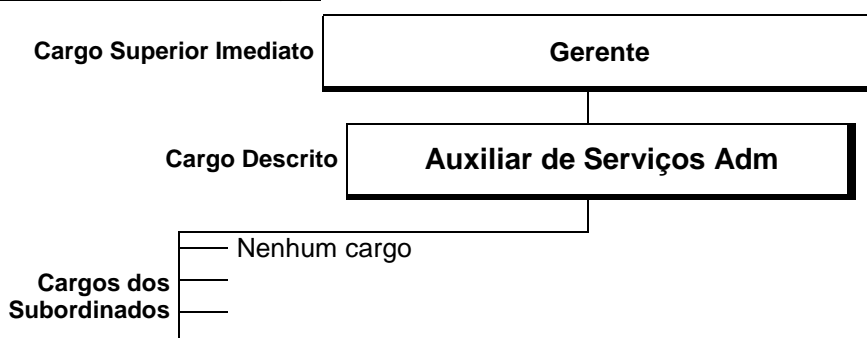 Cargo Superior Imediato
Gerente
Cargo Descrito
Auxiliar de Serviços Adm
Nenhum cargo
Cargos dos
Subordinados